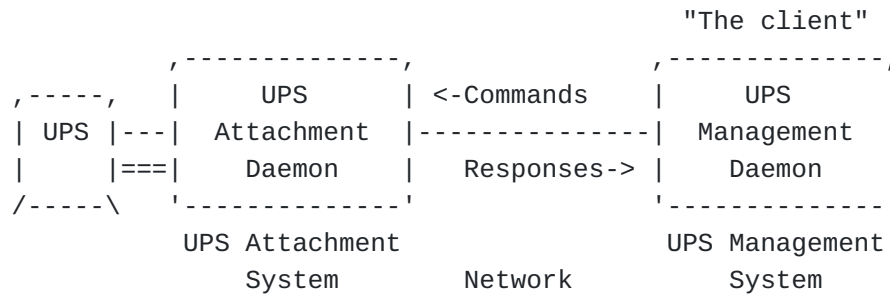 "The client"
UPS <-Commands UPS
UPS Attachment Management
Daemon Responses-> Daemon
UPS Attachment UPS Management
System Network System